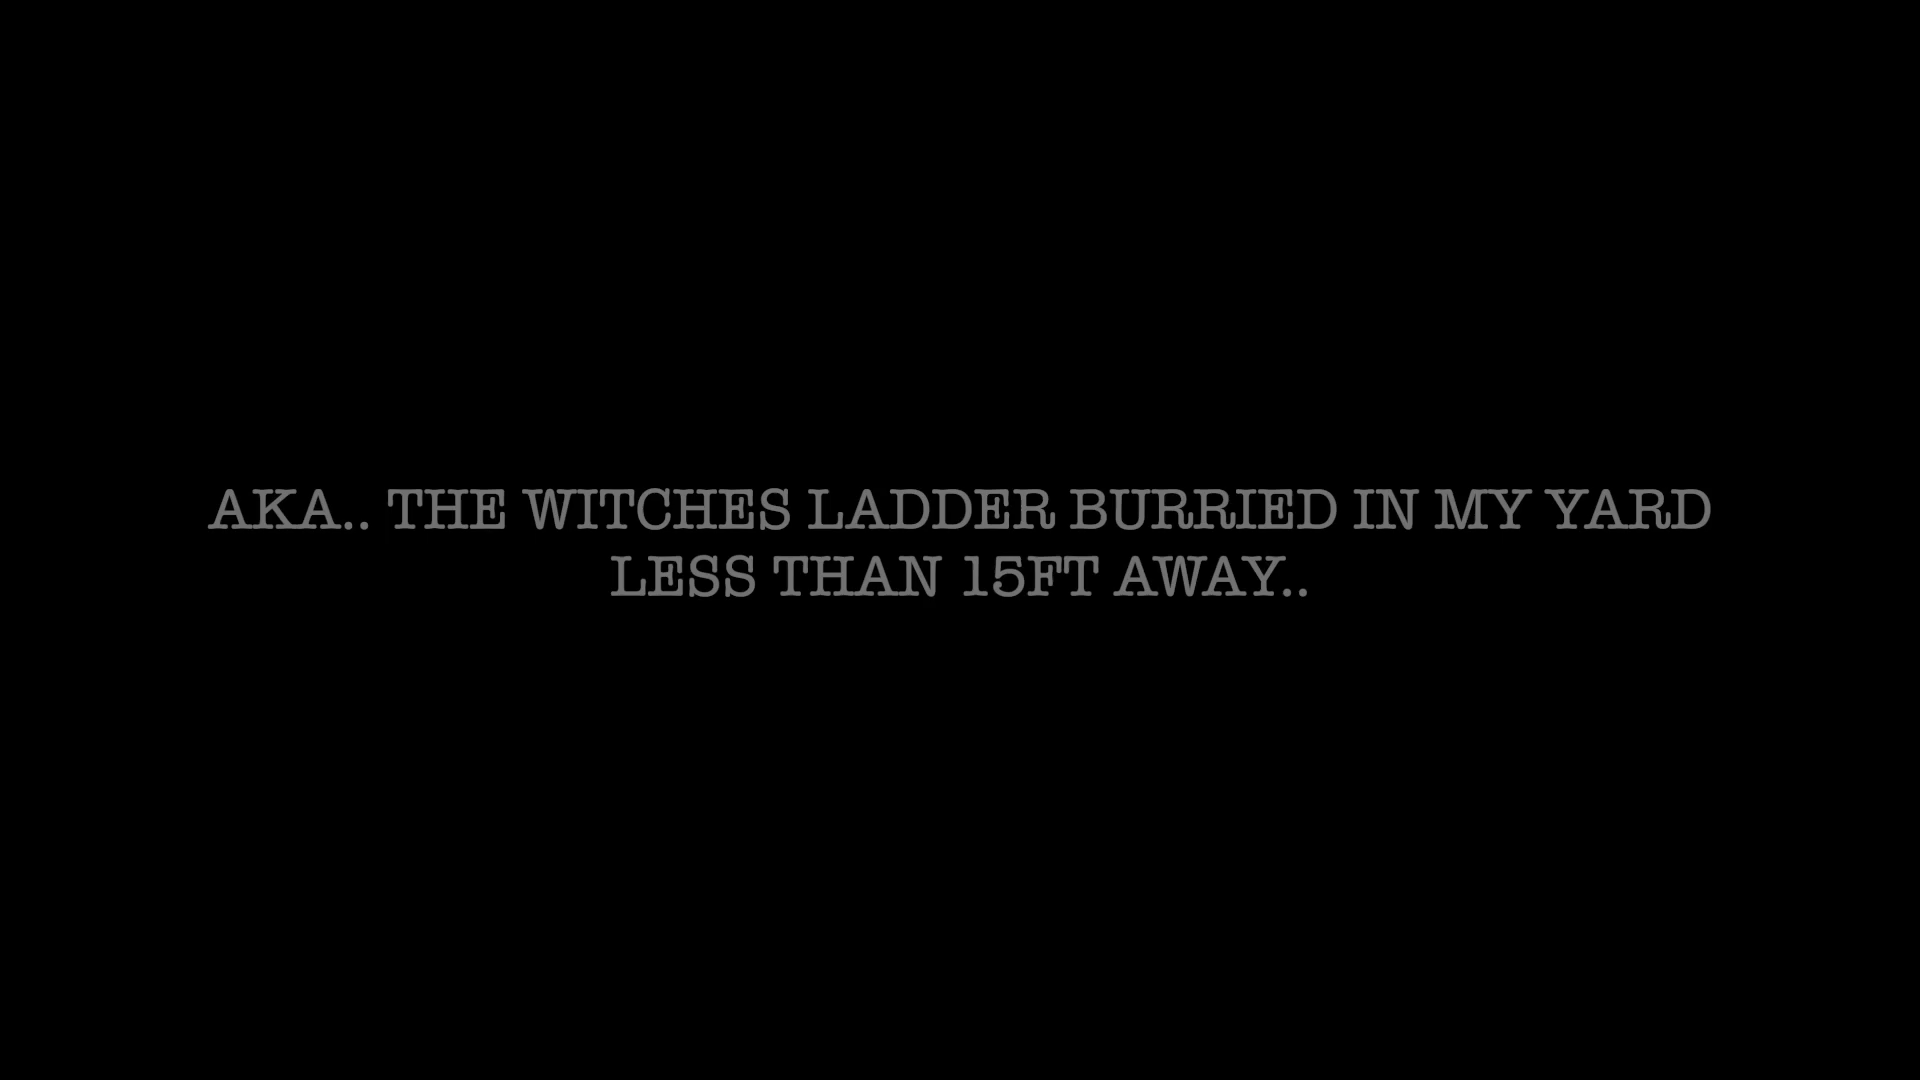 AKA.. THE WITCHES LADDER BURRIED IN MY YARD
LESS THAN 15FT AWAY..